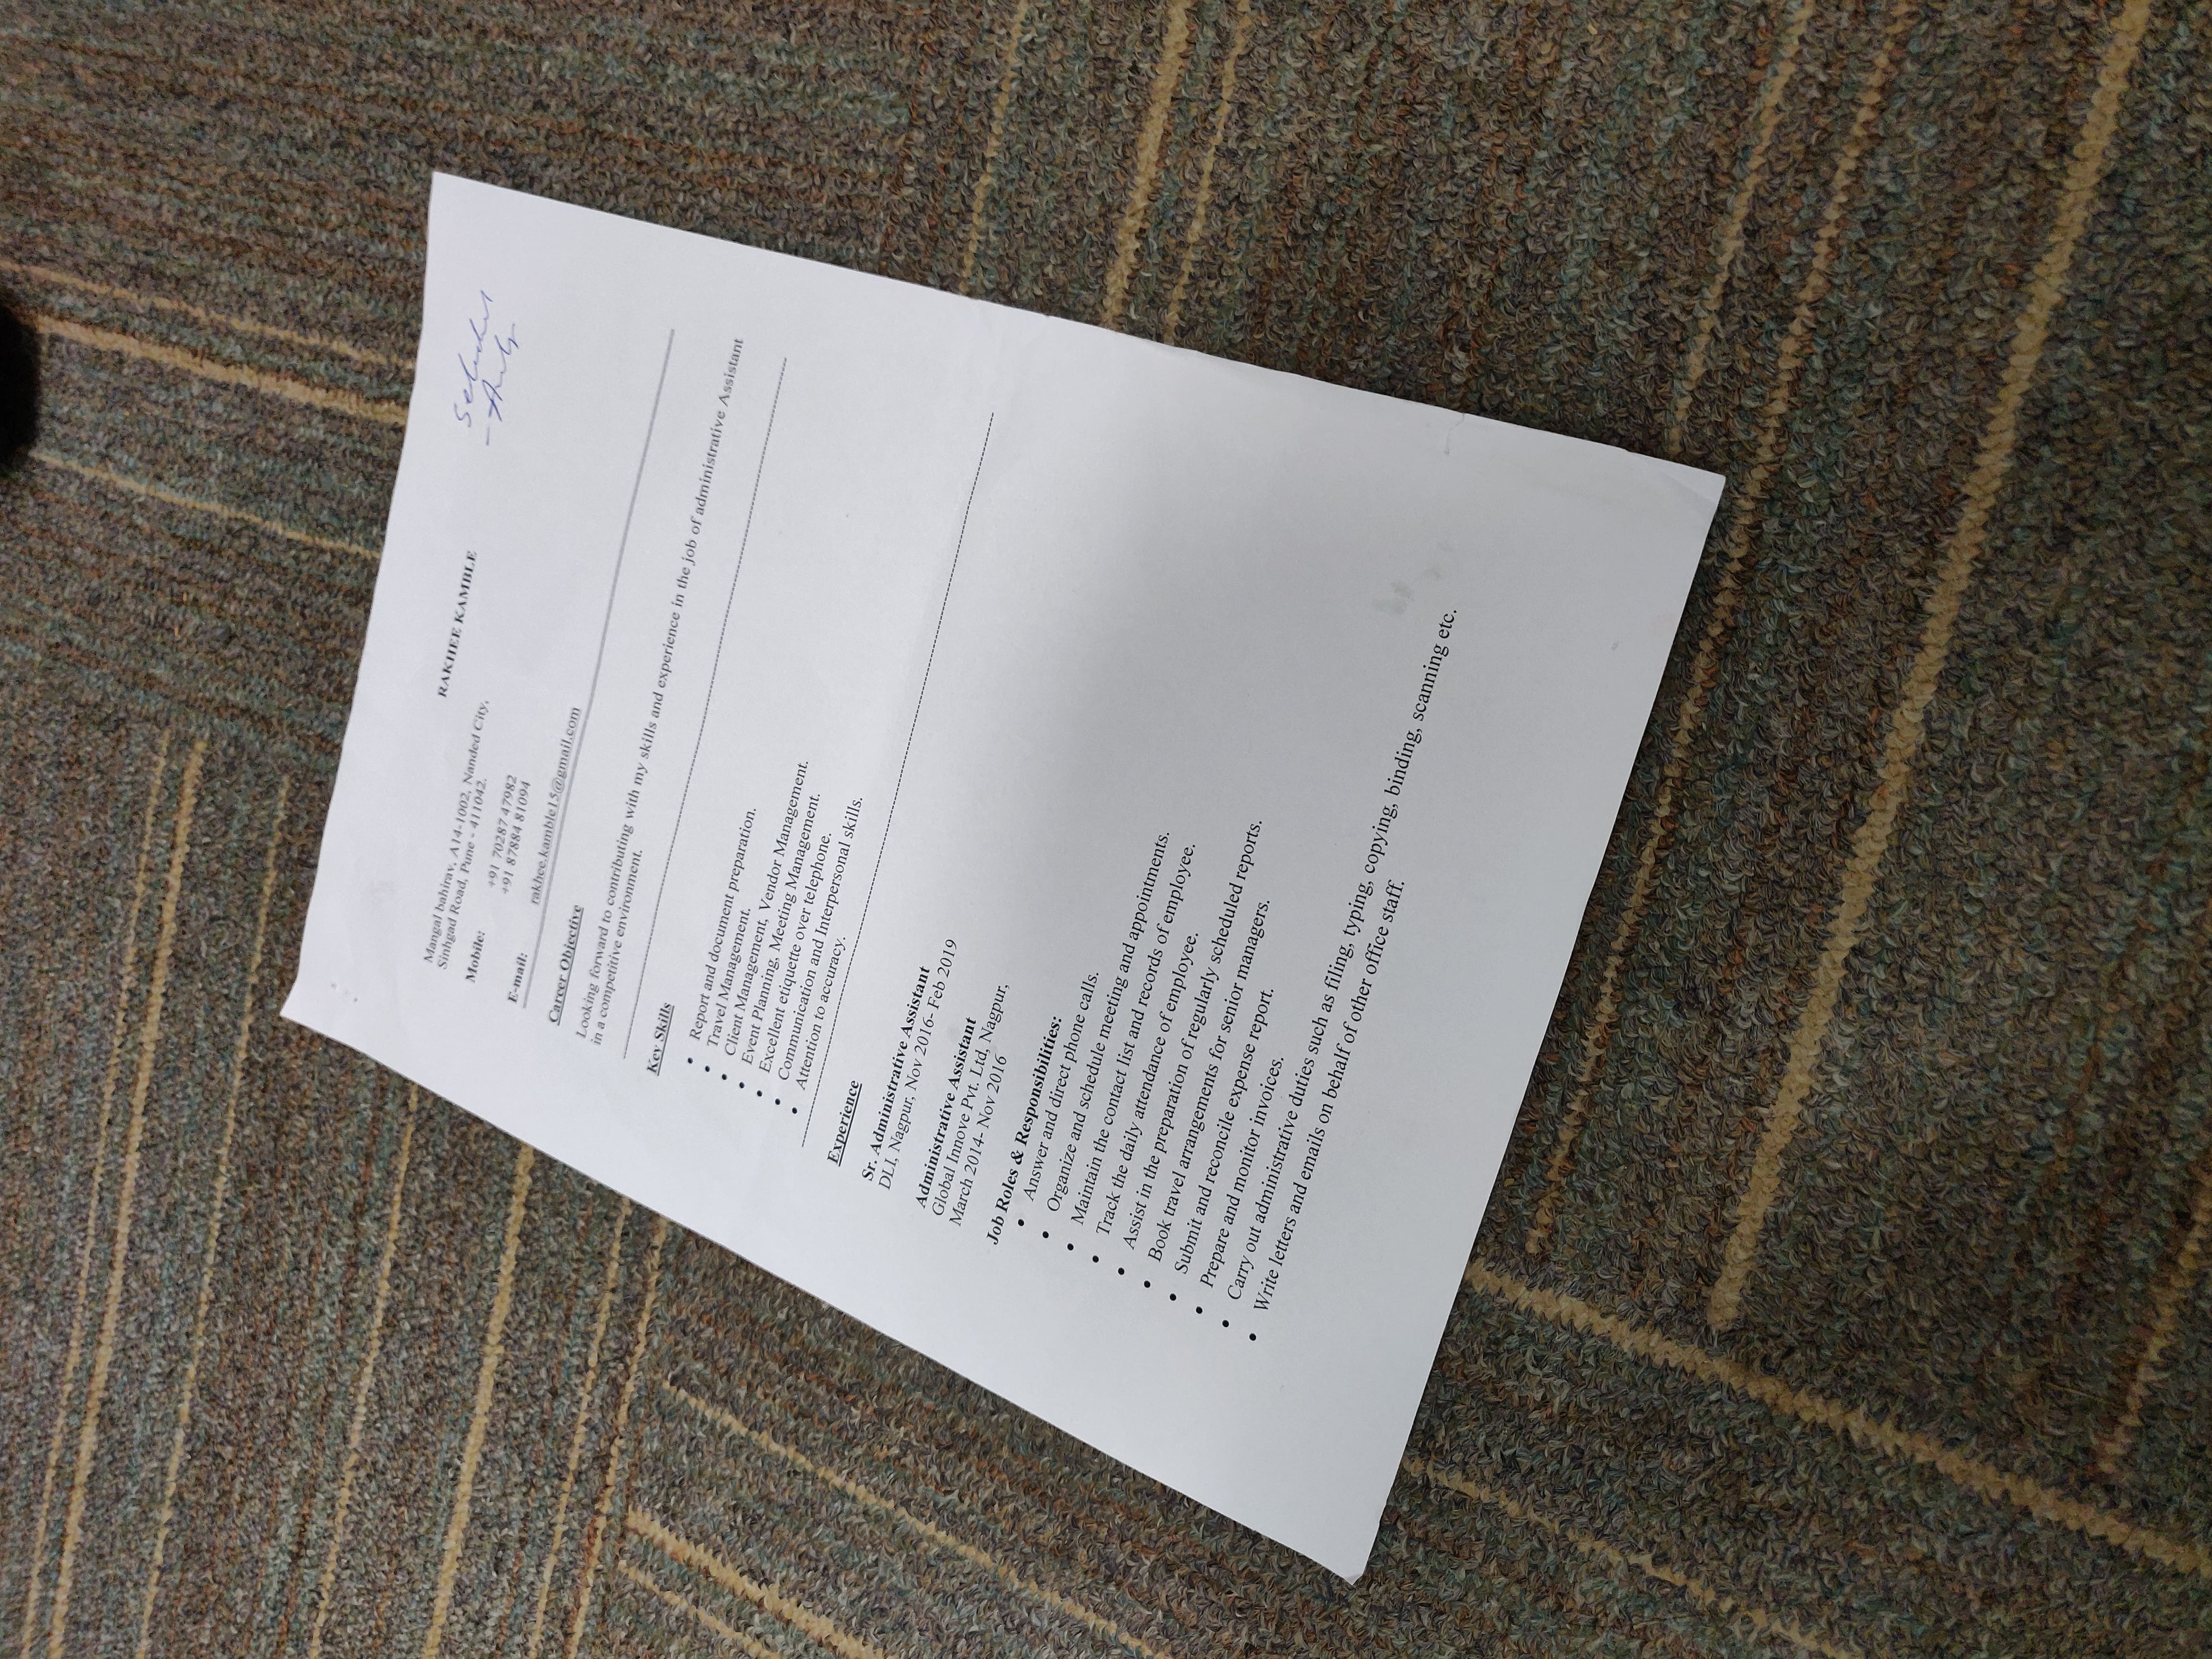 Selected
RAKHEE KAMBLE
Mangal bahirav, A14-1002, Nanded City,
Sinhgad Road, Pune - 411042.
Mobile: +91 70287 47982
+91 87884 81094
E-mail: rakhee.kamble15@gmail.com
Career Objective
Looking forward to contributing with my skills and experience in the job of administrative Assistant
in a competitive environment.
Key Skills
• Report and document preparation.
• Travel Management.
• Client Management, Vendor Management.
• Event Planning, Meeting Management.
• Excellent etiquette over telephone.
• Communication and Interpersonal skills.
• Attention to accuracy.
Experience
Sr. Administrative Assistant
DLI, Nagpur, Nov 2016- Feb 2019
Administrative Assistant
Global Innove Pvt. Ltd, Nagpur,
March 2014- Nov 2016
Job Roles & Responsibilities:
• Answer and direct phone calls.
• Organize and schedule meeting and appointments.
• Maintain the contact list and records of employee.
• Track the daily attendance of employee.
• Assist in the preparation of regularly scheduled reports.
• Book travel arrangements for senior managers.
• Submit and reconcile expense report.
• Prepare and monitor invoices.
• Carry out administrative duties such as filing, typing, copying, binding, scanning etc.
• Write letters and emails on behalf of other office staff.